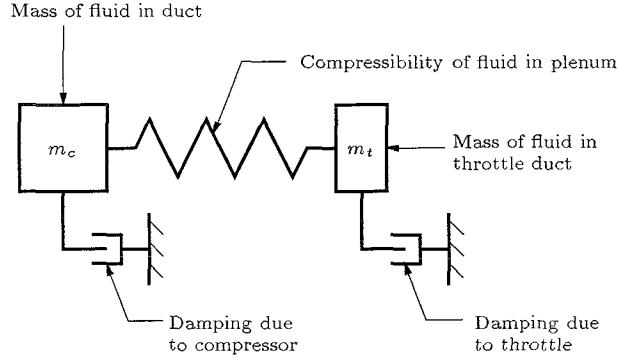 Mass of fluid in duct
Compressibility of fluid in plenum
m_c
m_t
Mass of fluid in
throttle duct
Damping due
to compressor
Damping due
to throttle